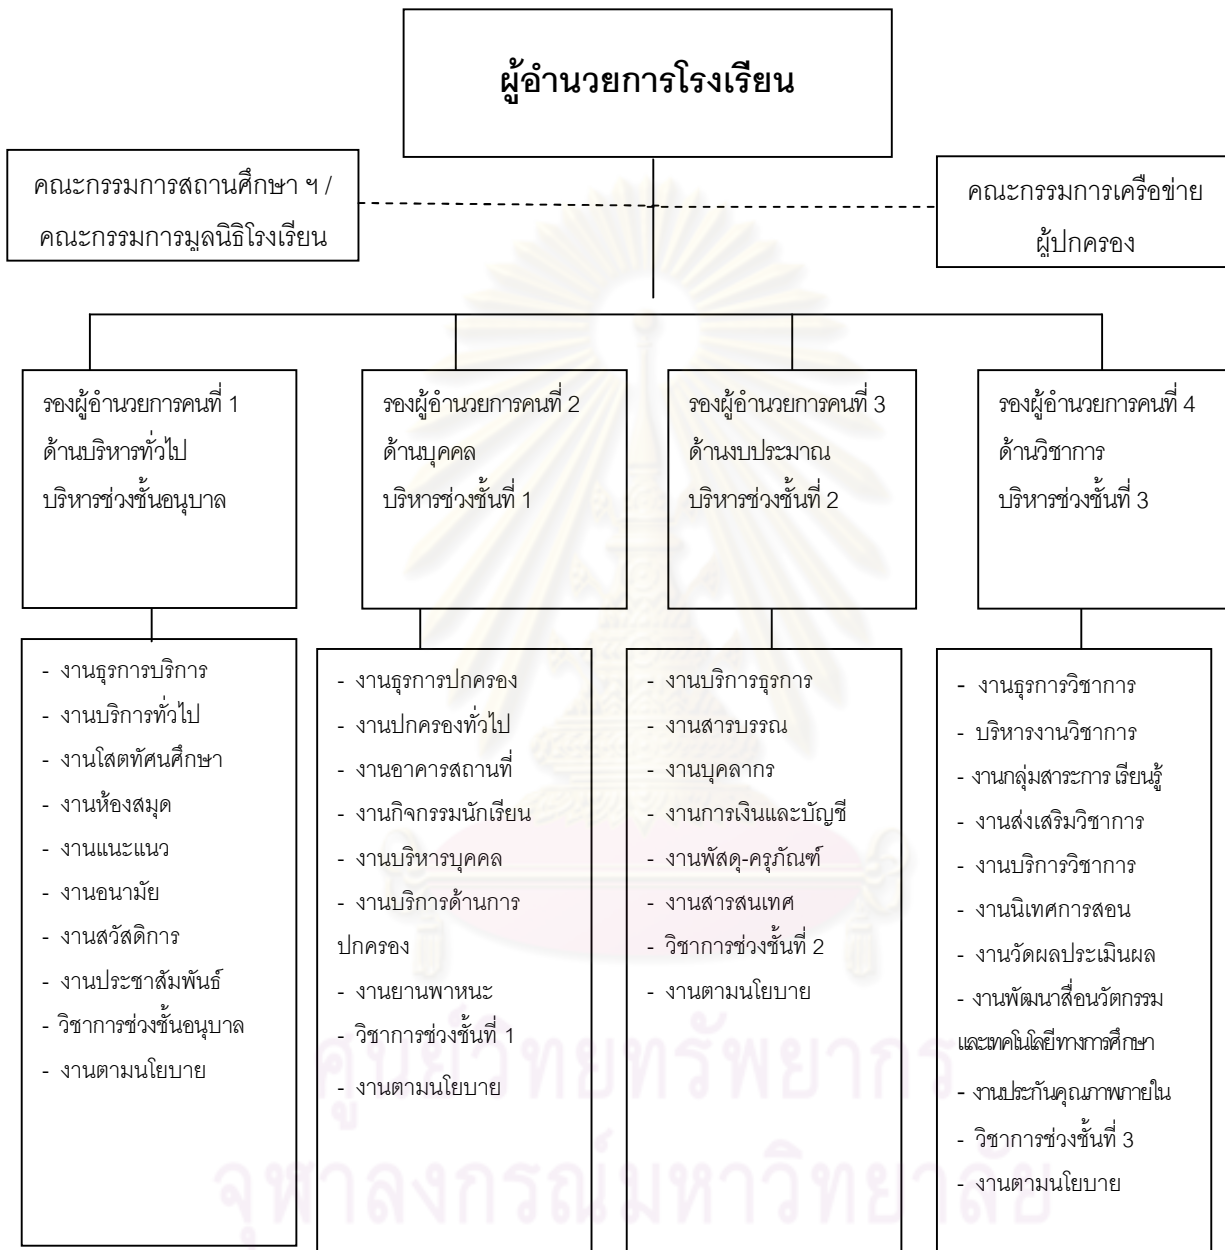 ผู้อำนวยการโรงเรียน
คณะกรรมการสถานศึกษา ฯ /
คณะกรรมการมูลนิธิโรงเรียน
คณะกรรมการเครือข่าย
ผู้ปกครอง
รองผู้อำนวยการคนที่ 1
ด้านบริหารทั่วไป
บริหารช่วงชั้นอนุบาล
รองผู้อำนวยการคนที่ 2
ด้านบุคคล
บริหารช่วงชั้นที่ 1
รองผู้อำนวยการคนที่ 3
ด้านงบประมาณ
บริหารช่วงชั้นที่ 2
รองผู้อำนวยการคนที่ 4
ด้านวิชาการ
บริหารช่วงชั้นที่ 3
- งานธุรการบริการ
- งานบริการทั่วไป
- งานโสตทัศนศึกษา
- งานห้องสมุด
- งานแนะแนว
- งานอนามัย
- งานสวัสดิการ
- งานประชาสัมพันธ์
- วิชาการช่วงชั้นอนุบาล
- งานตามนโยบาย
- งานธุรการปกครอง
- งานปกครองทั่วไป
- งานอาคารสถานที่
- งานกิจกรรมนักเรียน
- งานบริหารบุคคล
- งานบริการด้านการ
ปกครอง
- งานยานพาหนะ
- วิชาการช่วงชั้นที่ 1
- งานตามนโยบาย
- งานบริการธุรการ
- งานสารบรรณ
- งานบุคลากร
- งานการเงินและบัญชี
- งานพัสดุ-ครุภัณฑ์
- งานสารสนเทศ
- วิชาการช่วงชั้นที่ 2
- งานตามนโยบาย
- งานธุรการวิชาการ
- บริหารงานวิชาการ
- งานกลุ่มสาระการ เรียนรู้
- งานส่งเสริมวิชาการ
- งานบริการวิชาการ
- งานนิเทศการสอน
- งานวัดผลประเมินผล
- งานพัฒนาสื่อนวัตกรรม
และเทคโนโลยีทางการศึกษา
- งานประกันคุณภาพภายใน
- วิชาการช่วงชั้นที่ 3
- งานตามนโยบาย
ศูนย์วิทยทรัพยากร
จุฬาลงกรณ์มหาวิทยาลัย